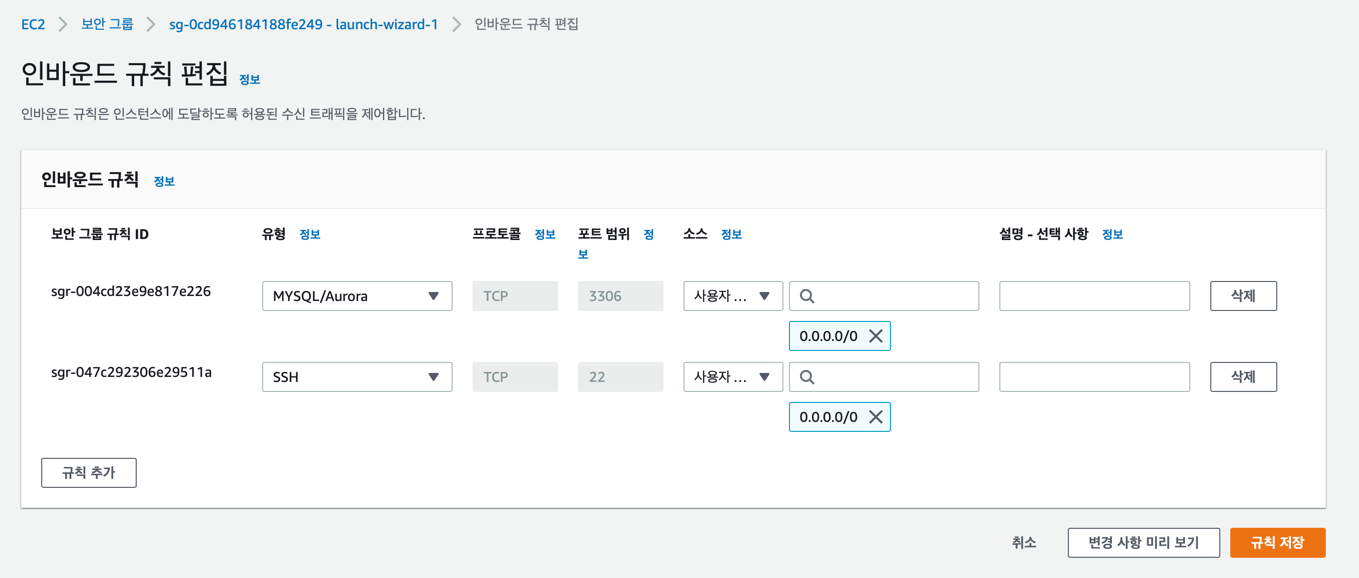 EC2 > 보안 그룹 > sg-0cd946184188fe249 - launch-wizard-1 > 인바운드 규칙 편집
인바운드 규칙 편집 정보
인바운드 규칙은 인스턴스에 도달하도록 허용된 수신 트래픽을 제어합니다.
인바운드 규칙 정보
보안 그룹 규칙 ID 유형 정보 프로토콜 정보 포트 범위 정보 소스 정보 설명 - 선택 사항 정보
sgr-004cd23e9e817e226 MYSQL/Aurora TCP 3306 사용자 ... 삭제
0.0.0.0/0
sgr-047c292306e29511a SSH TCP 22 사용자 ... 삭제
0.0.0.0/0
규칙 추가
취소 변경 사항 미리 보기 규칙 저장